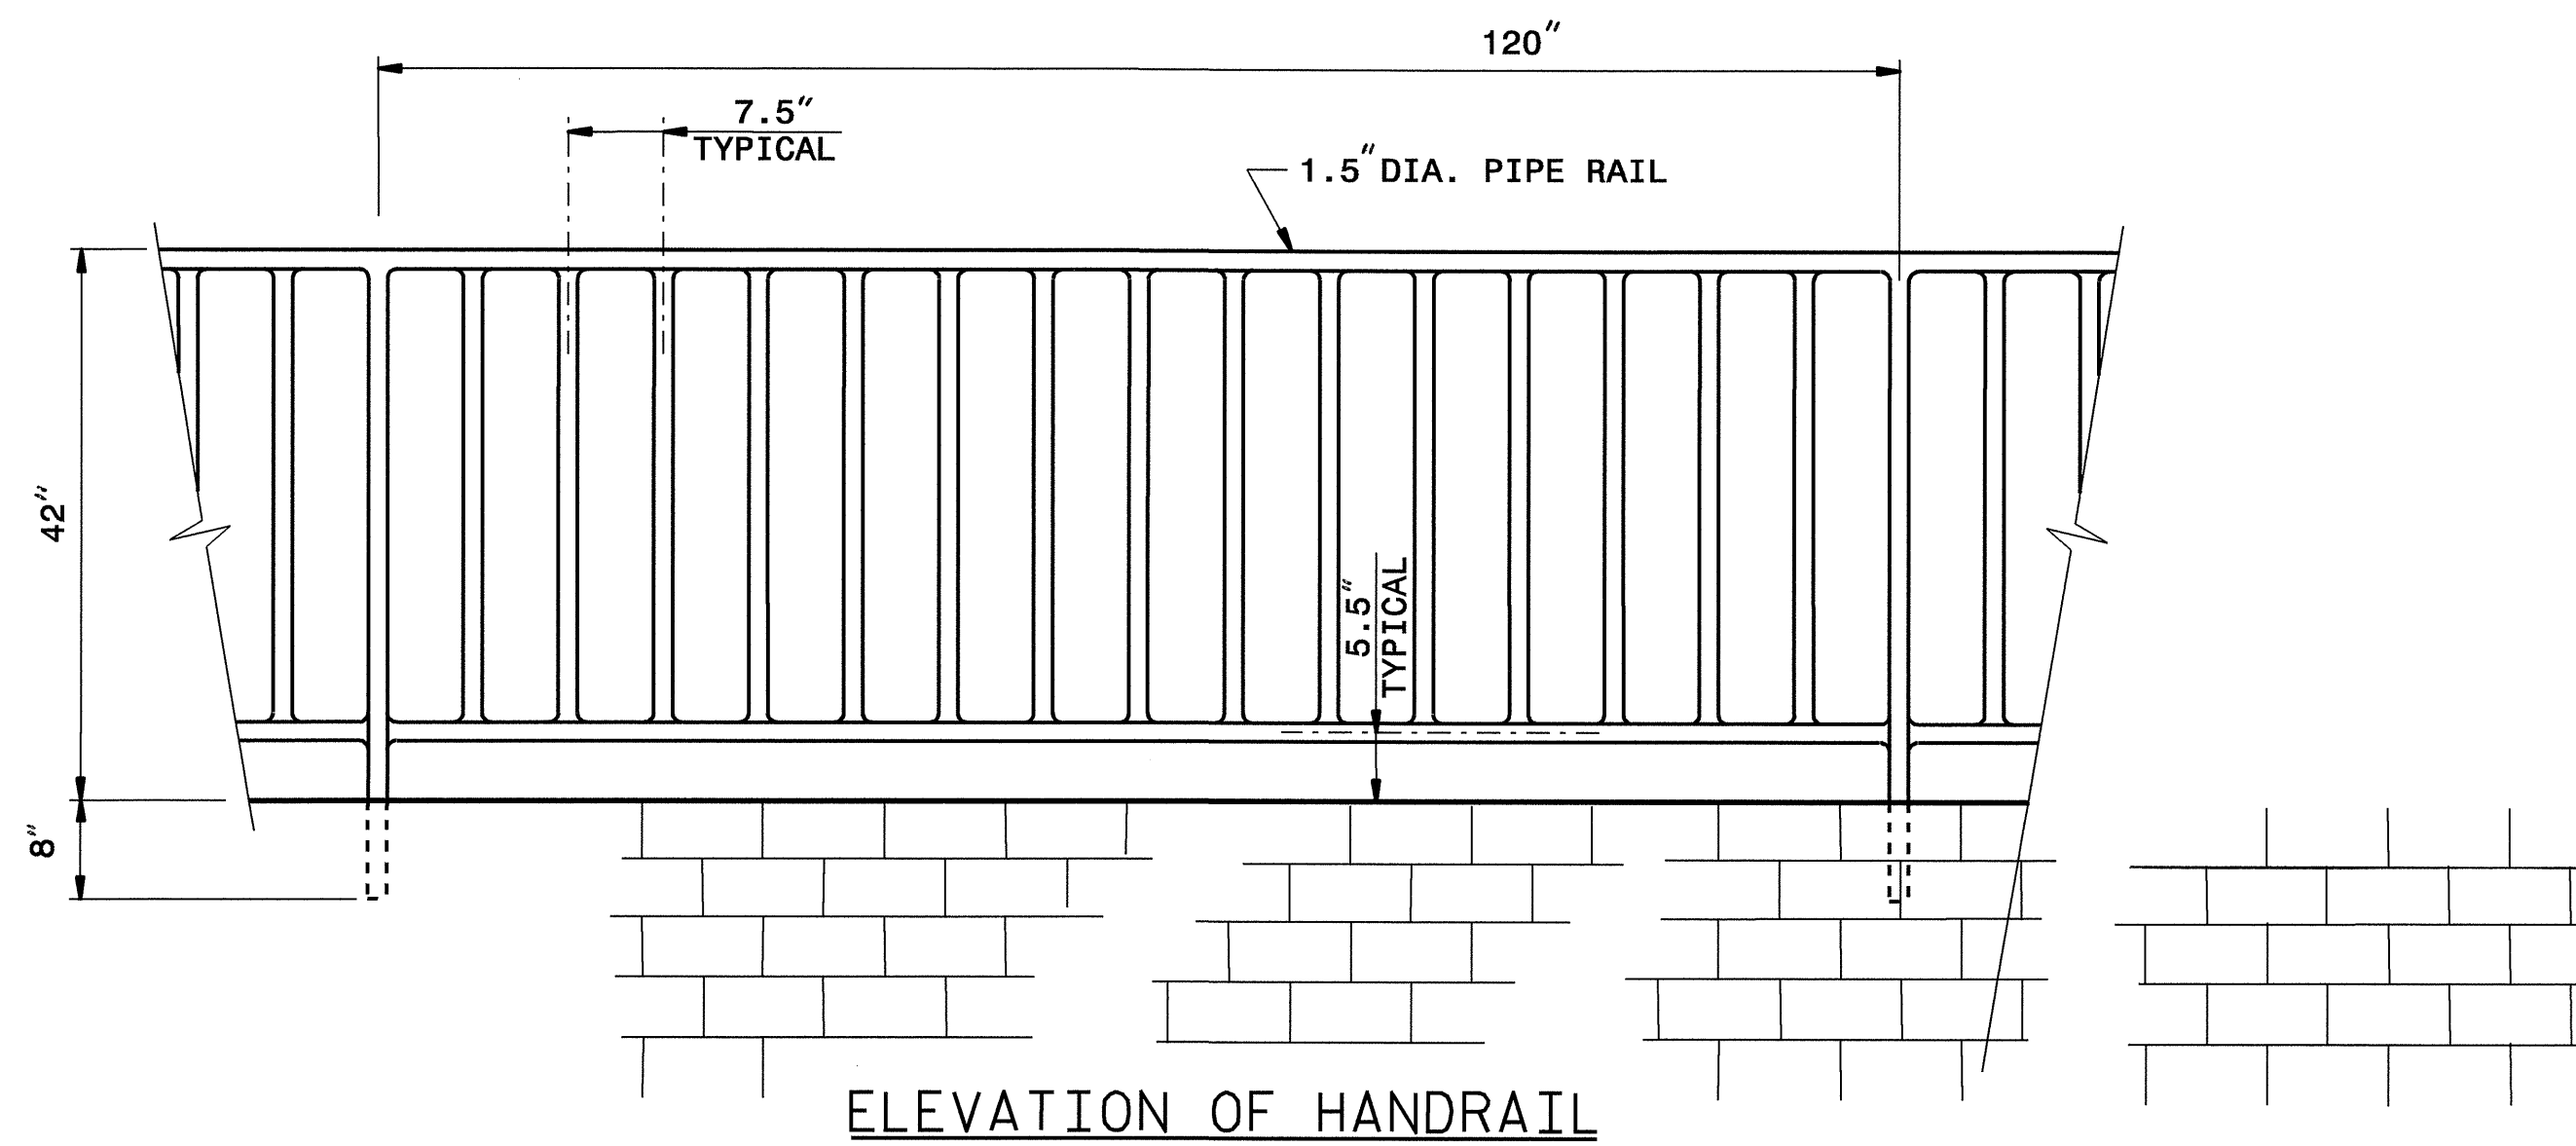 120"
7.5"
TYPICAL
1.5" DIA. PIPE RAIL
42"
5.5"
TYPICAL
8"
ELEVATION OF HANDRAIL